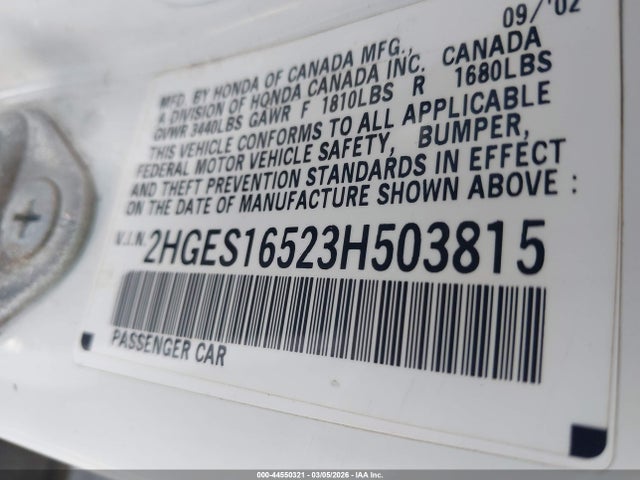 09/'02
MFD. BY HONDA OF CANADA MFG.,
A DIVISION OF HONDA CANADA INC. CANADA
GVWR 3440LBS GAWR F 1810LBS R 1680LBS
THIS VEHICLE CONFORMS TO ALL APPLICABLE
FEDERAL MOTOR VEHICLE SAFETY, BUMPER,
AND THEFT PREVENTION STANDARDS IN EFFECT
ON THE DATE OF MANUFACTURE SHOWN ABOVE :
V.I.N. 2HGES16523H503815
PASSENGER CAR
000-44550321 - 03/05/2026 - IAA Inc.